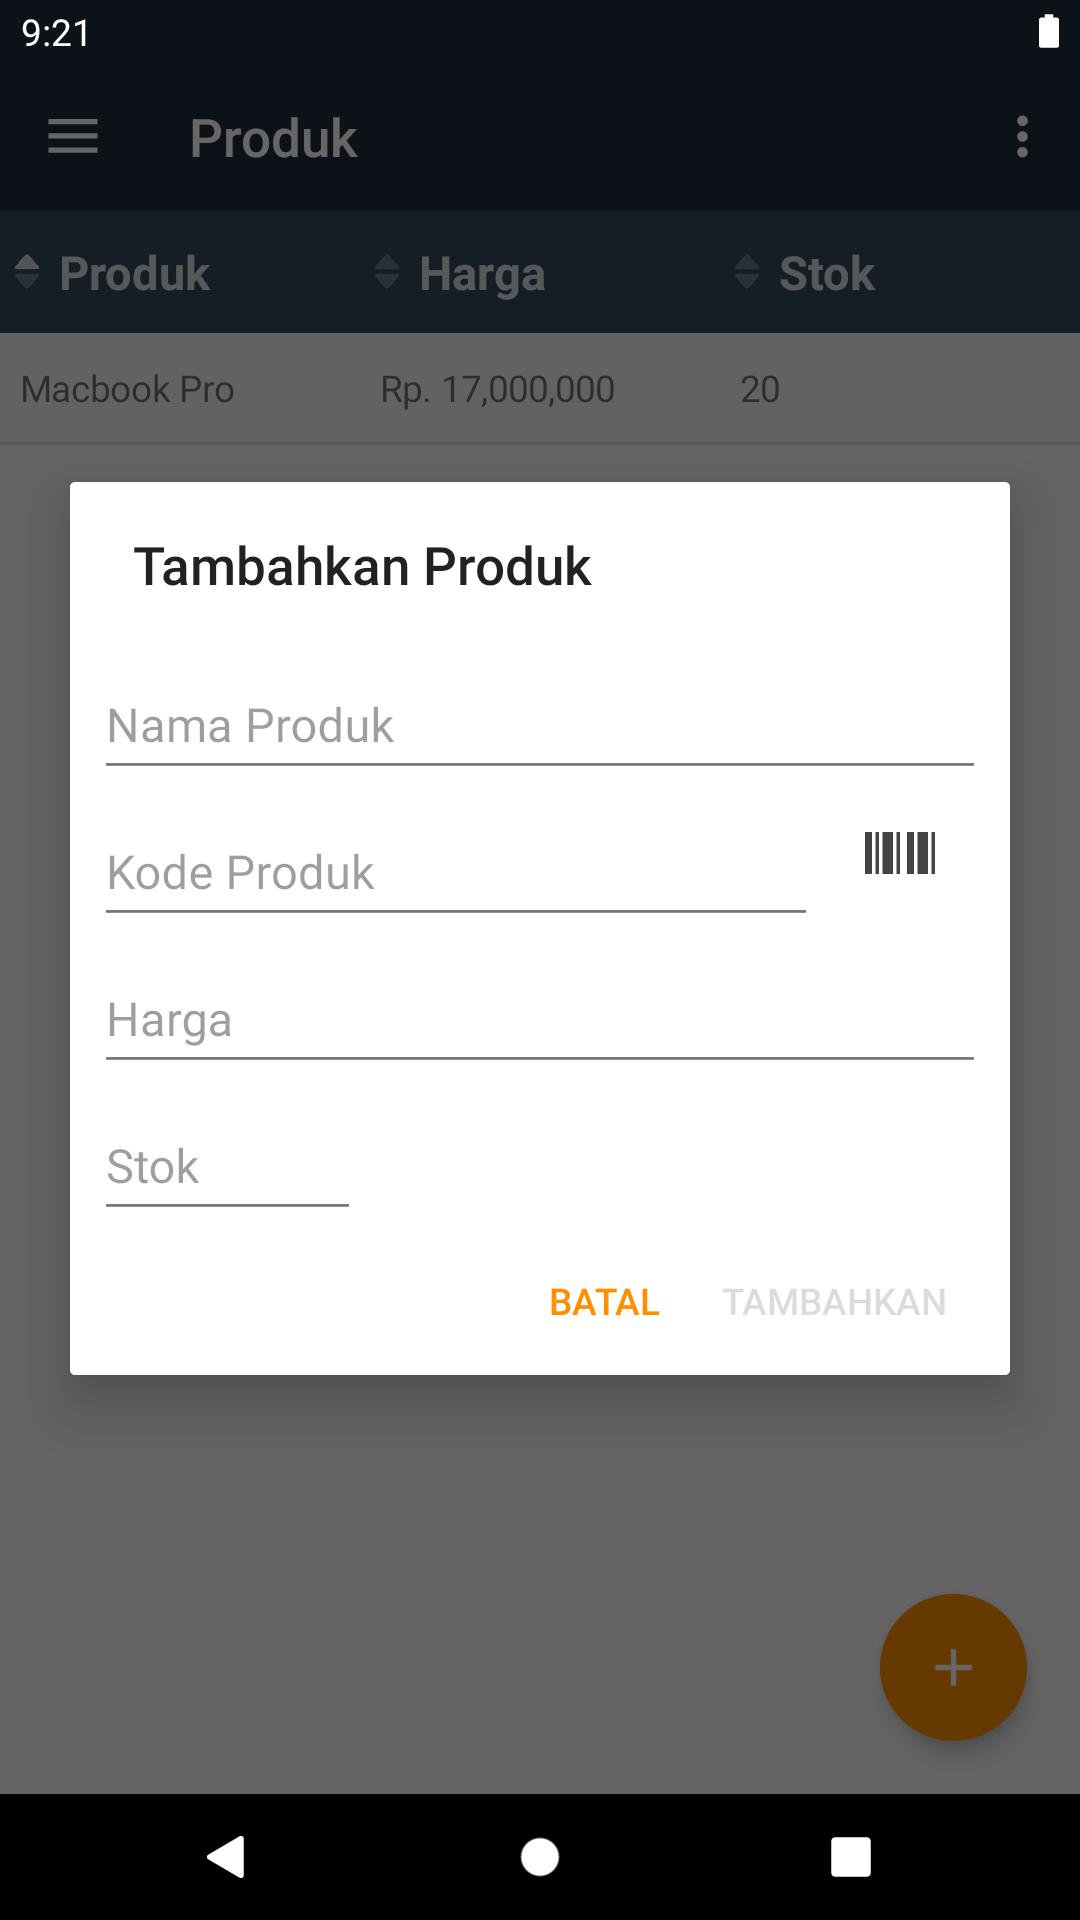 9:21
Produk
Produk Harga Stok
Macbook Pro Rp. 17,000,000 20
Tambahkan Produk
Nama Produk
Kode Produk
Harga
Stok
BATAL TAMBAHKAN